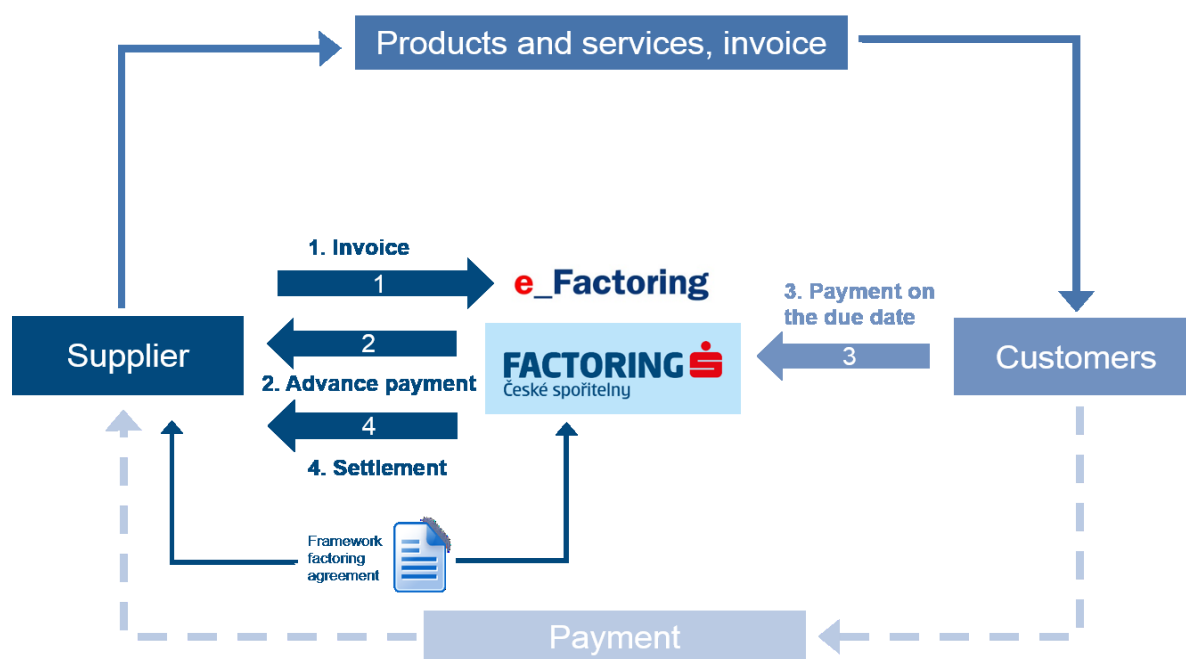 Products and services, invoice
1. Invoice
1
e_Factoring
3. Payment on
the due date
Supplier
2
FACTORING
České spořitelny
3
Customers
2. Advance payment
4
4. Settlement
Framework
factoring
agreement
Payment